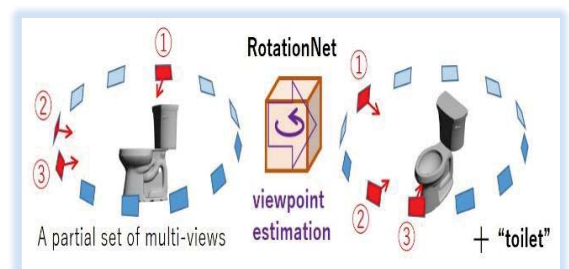 ①
RotationNet
①
②
③
②
③
viewpoint
estimation
A partial set of multi-views
+ “toilet”